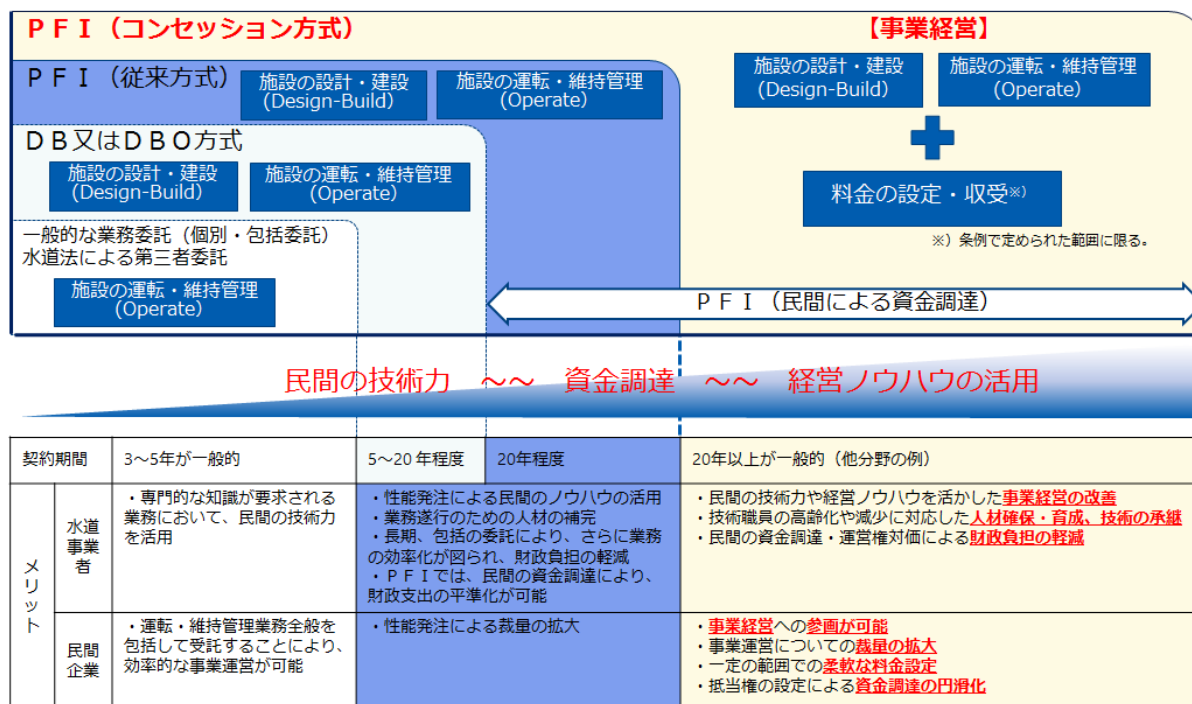 ＰＦＩ（コンセッション方式）
【事業経営】
施設の設計・建設
(Design-Build)
施設の運転・維持管理
(Operate)
料金の設定・収受※)
※）条例で定められた範囲に限る。
ＰＦＩ（従来方式）
施設の設計・建設
(Design-Build)
施設の運転・維持管理
(Operate)
ＤＢ又はＤＢＯ方式
施設の設計・建設
(Design-Build)
施設の運転・維持管理
(Operate)
一般的な業務委託（個別・包括委託）
水道法による第三者委託
施設の運転・維持管理
(Operate)
ＰＦＩ（民間による資金調達）
民間の技術力　～～　資金調達　～～　経営ノウハウの活用
契約期間
3～5年が一般的
5～20 年程度
20年程度
20年以上が一般的（他分野の例）
メリット
水道
事業
者
・専門的な知識が要求される
業務において、民間の技術力
を活用
・性能発注による民間のノウハウの活用
・業務遂行のための人材の補完
・長期、包括の委託により、さらに業務
の効率化が図られ、財政負担の軽減
・ＰＦＩでは、民間の資金調達により、
財政支出の平準化が可能
・民間の技術力や経営ノウハウを活かした事業経営の改善
・技術職員の高齢化や減少に対応した人材確保・育成、技術の承継
・民間の資金調達・運営権対価による財政負担の軽減
民間
企業
・運転・維持管理業務全般を
包括して受託することにより、
効率的な事業運営が可能
・性能発注による裁量の拡大
・事業経営への参画が可能
・事業運営についての裁量の拡大
・一定の範囲での柔軟な料金設定
・抵当権の設定による資金調達の円滑化